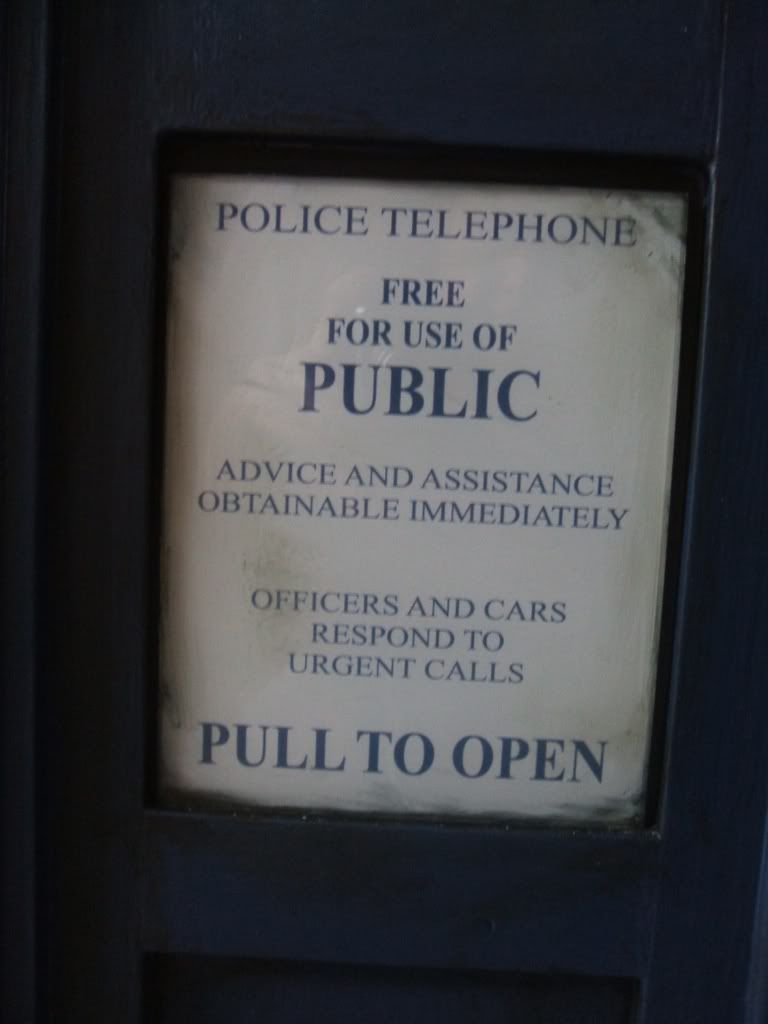 POLICE TELEPHONE
FREE
FOR USE OF
PUBLIC
ADVICE AND ASSISTANCE
OBTAINABLE IMMEDIATELY
OFFICERS AND CARS
RESPOND TO
URGENT CALLS
PULL TO OPEN